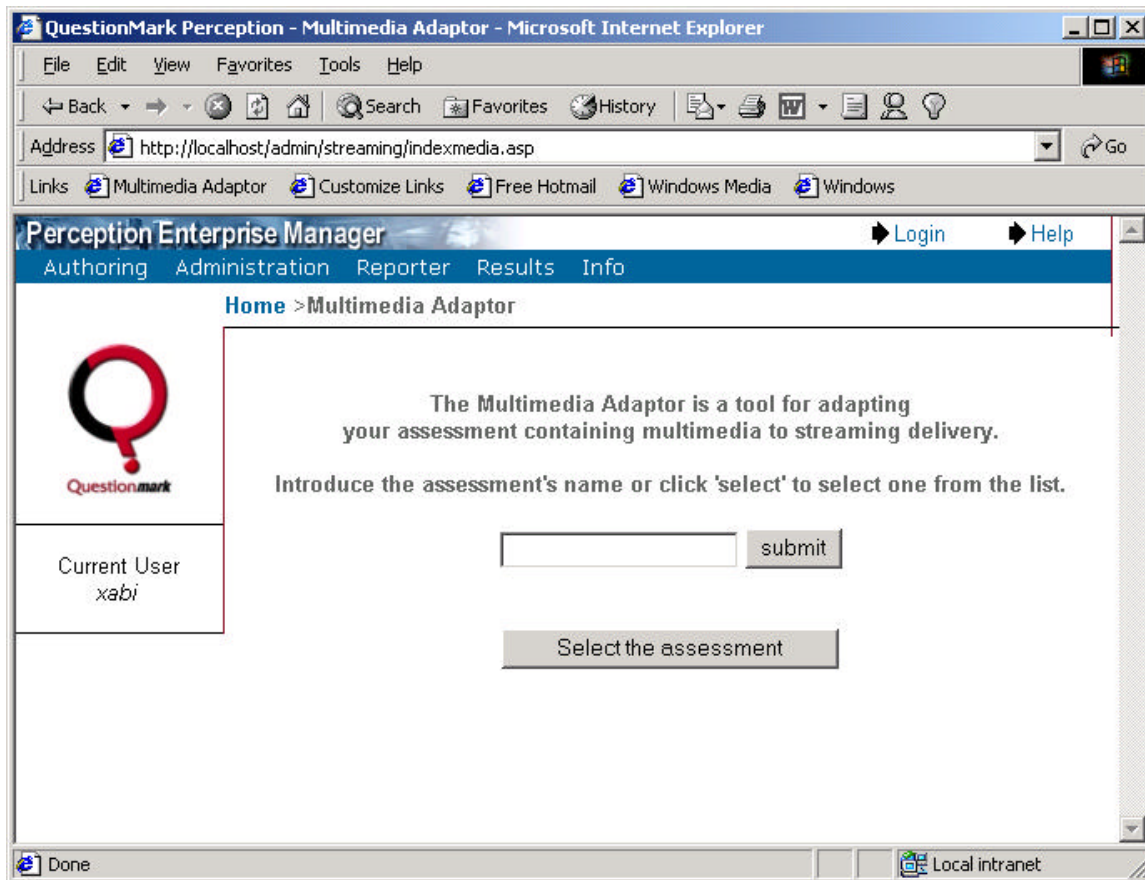 QuestionMark Perception - Multimedia Adaptor - Microsoft Internet Explorer
File Edit View Favorites Tools Help
Back Search Favorites History
Address http://localhost/admin/streaming/indexmedia.asp Go
Links Multimedia Adaptor Customize Links Free Hotmail Windows Media Windows
Perception Enterprise Manager Login Help
Authoring Administration Reporter Results Info
Home >Multimedia Adaptor
Questionmark
Current User
xabi
The Multimedia Adaptor is a tool for adapting
your assessment containing multimedia to streaming delivery.
Introduce the assessment's name or click 'select' to select one from the list.
submit
Select the assessment
Done Local intranet